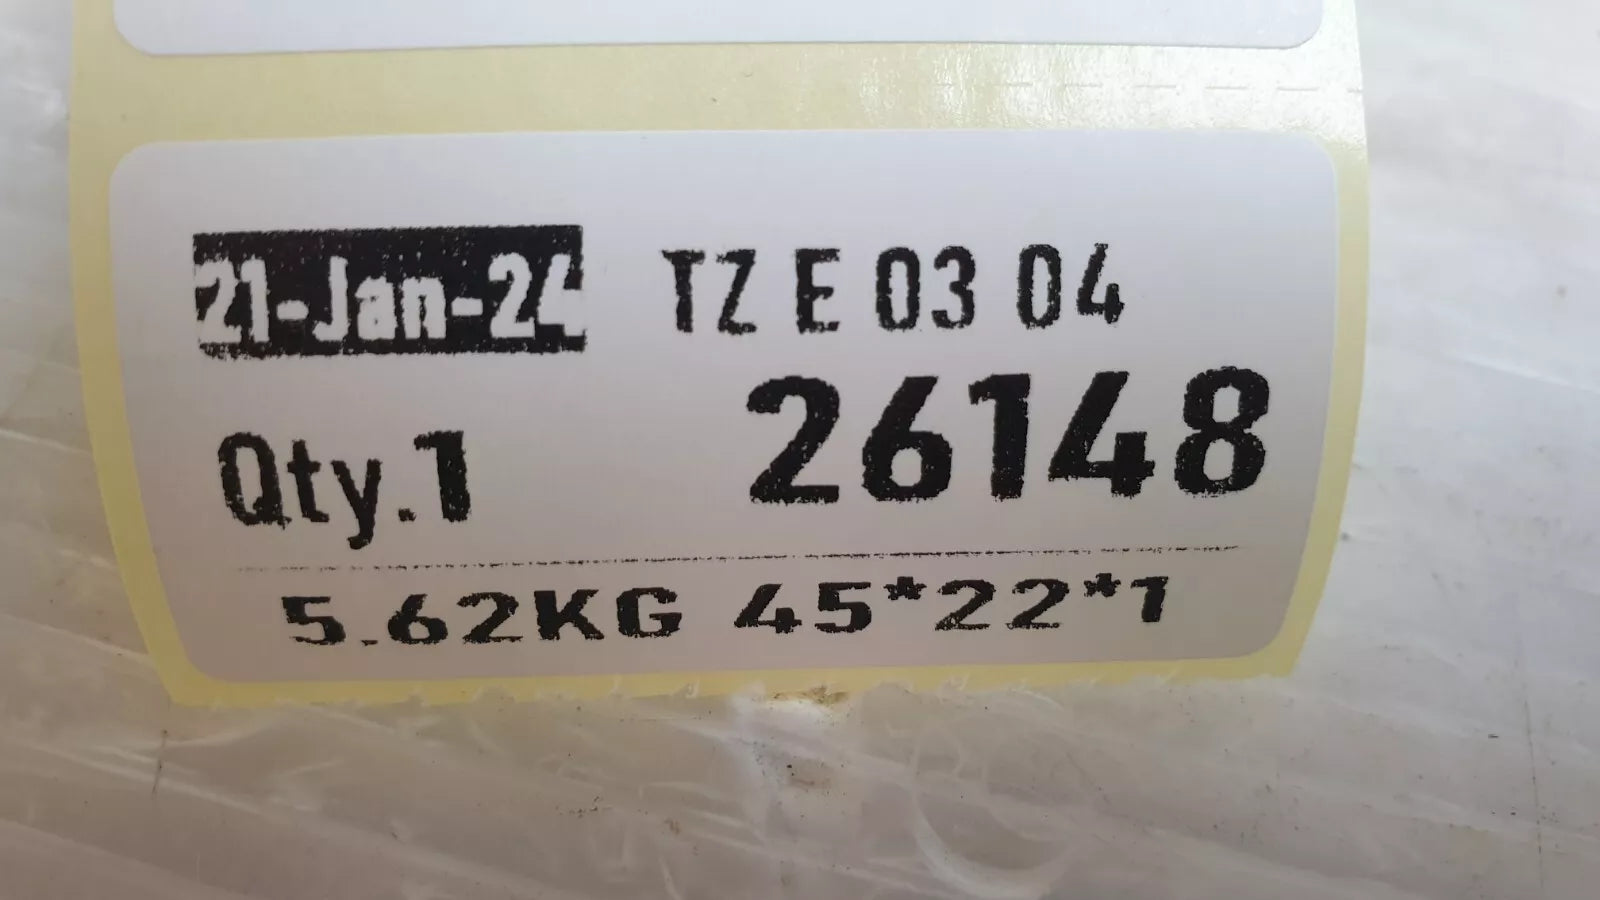 21-Jan-24 TZ E 03 04
26148
Qty.1
5.62KG 45*22*1